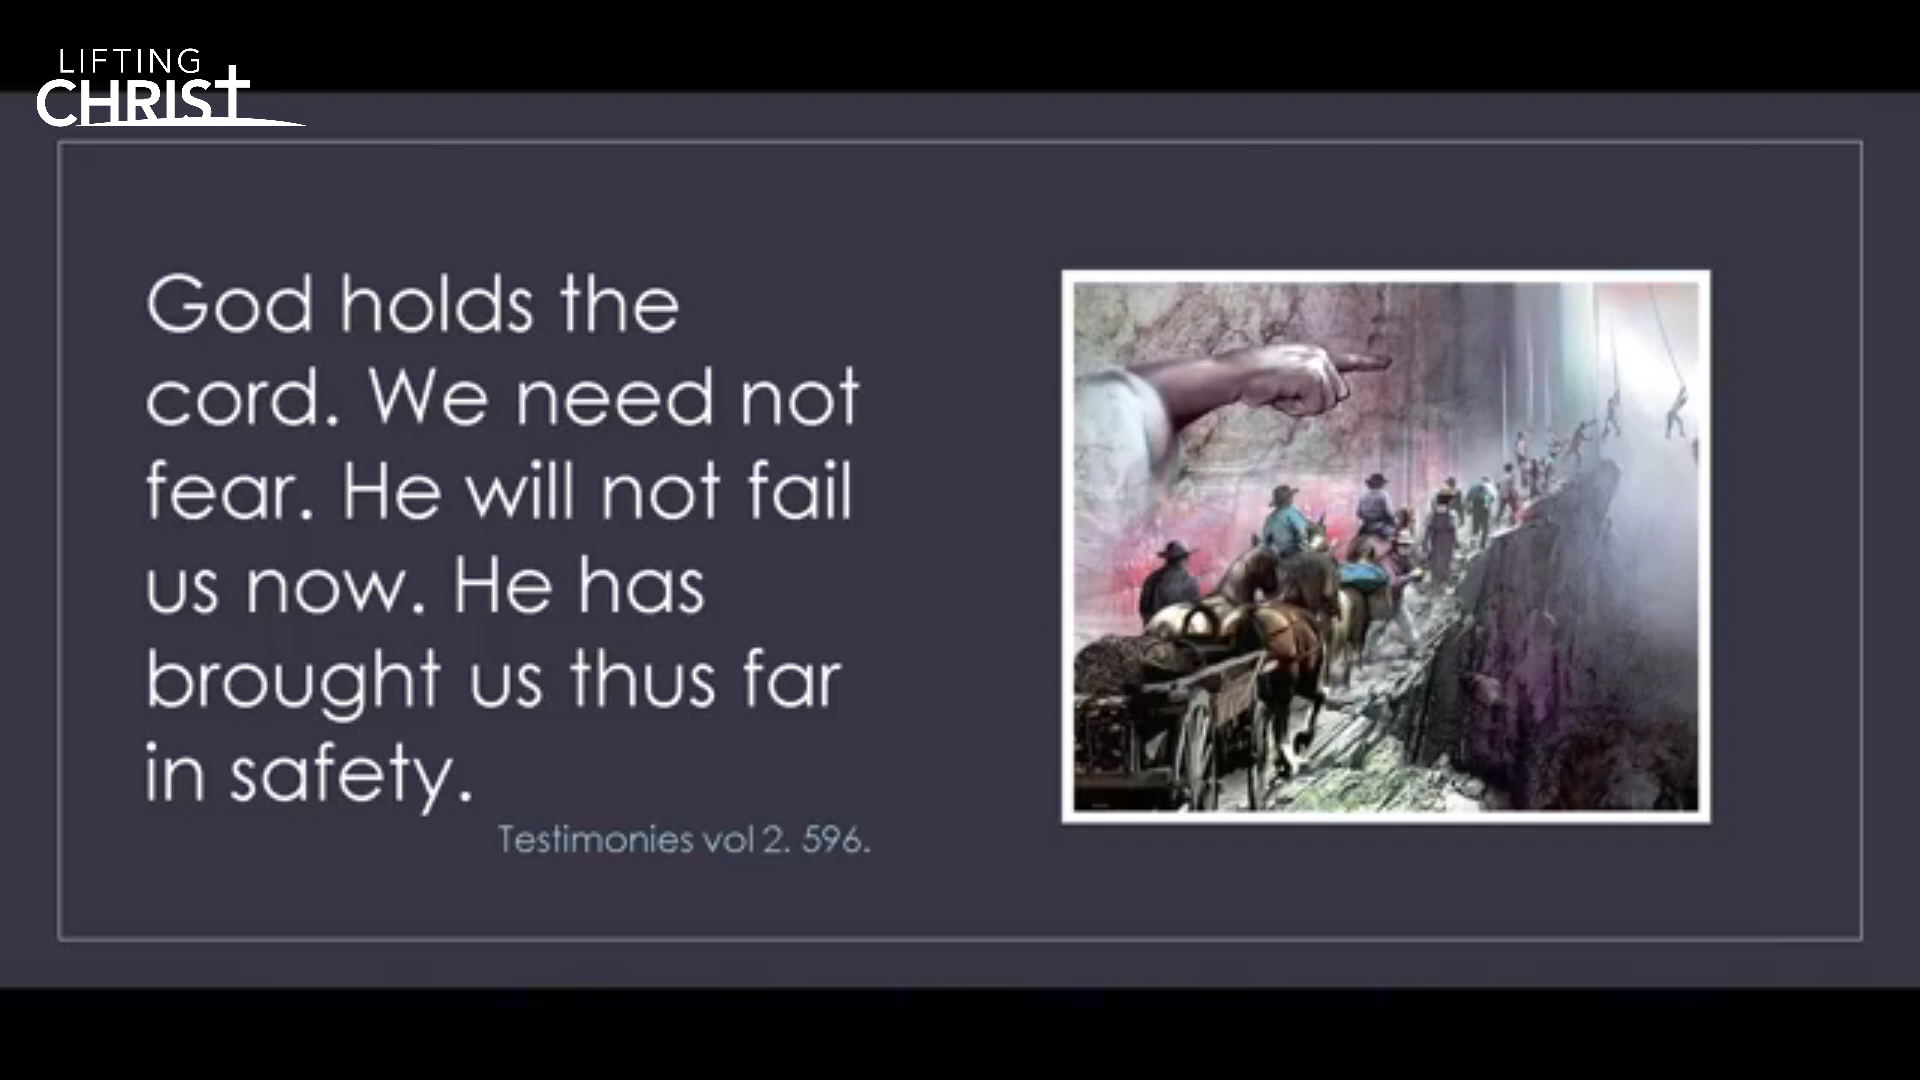 LIFTING
CHRIST
God holds the
cord. We need not
fear. He will not fail
us now. He has
brought us thus far
in safety.
Testimonies vol 2. 596.